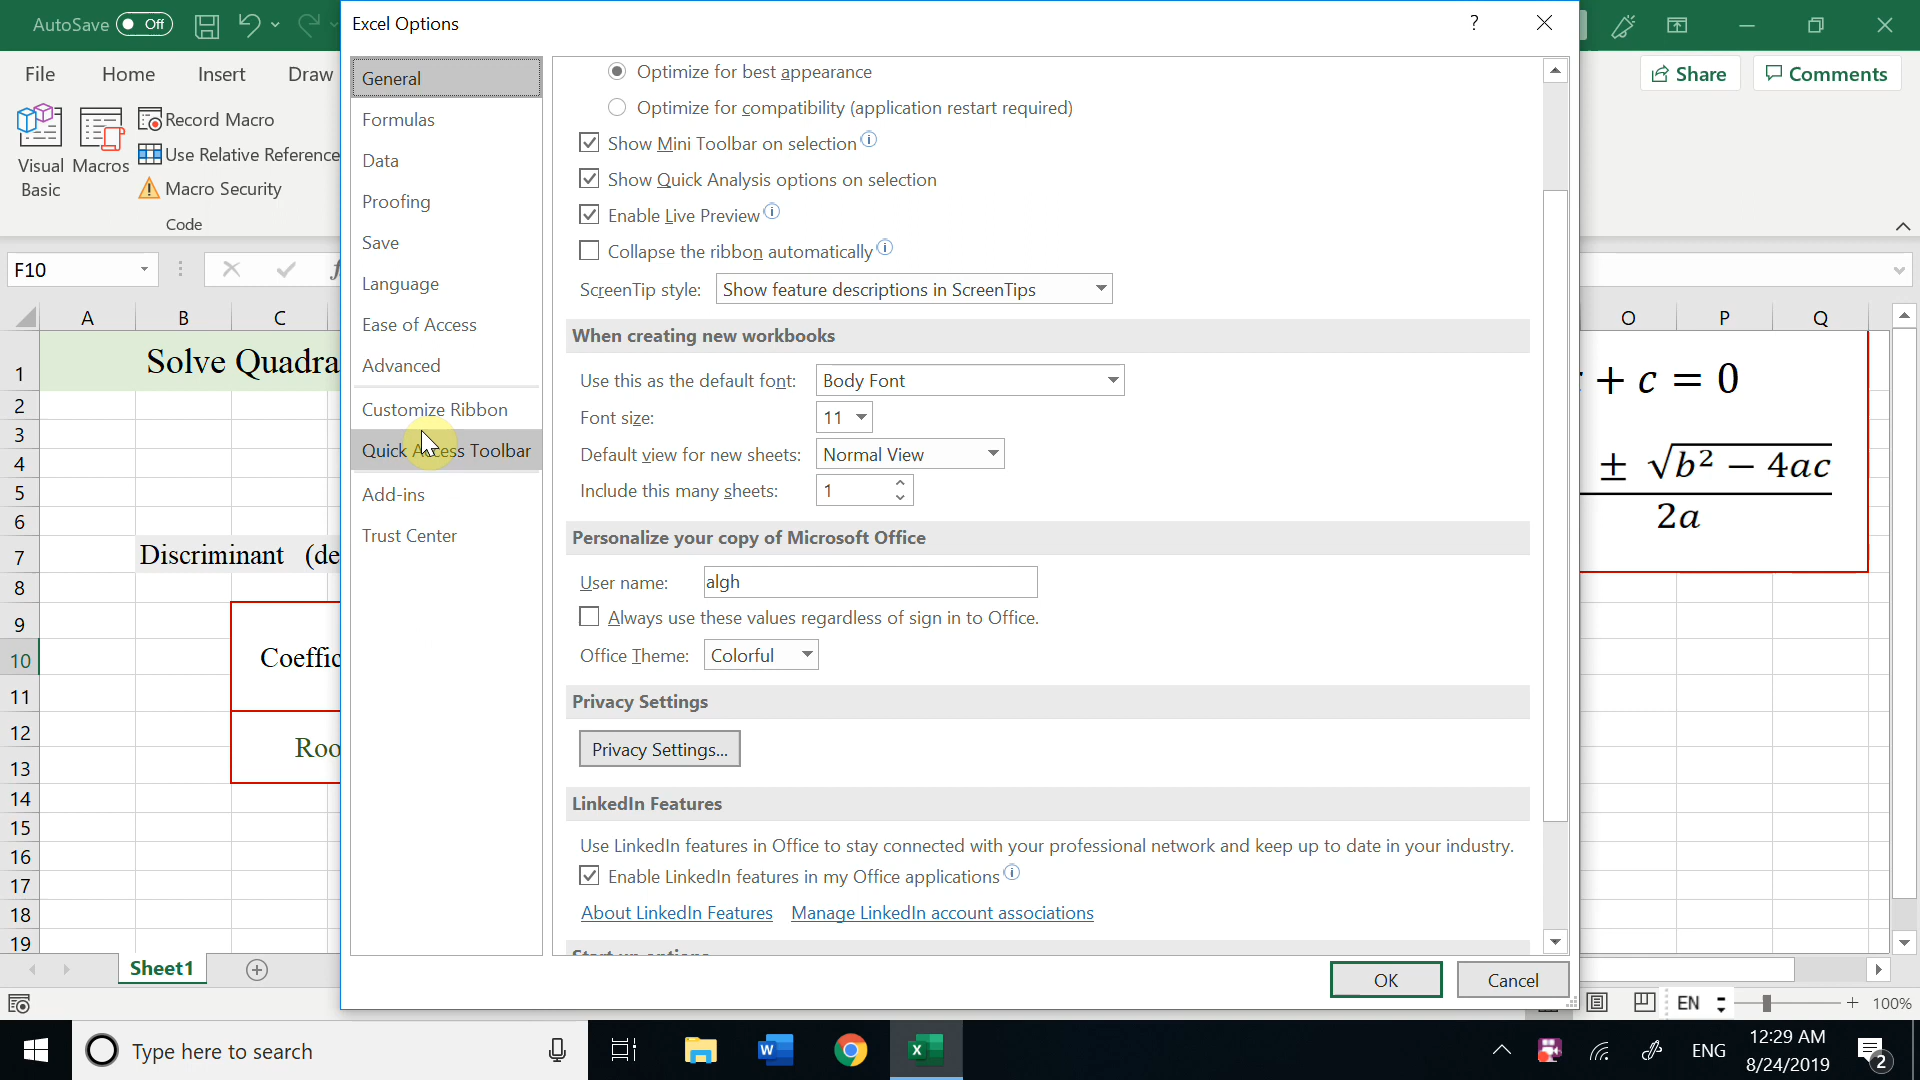 AutoSave Off
Excel Options
?
File Home Insert Draw
Share
Comments
Visual Basic
Macros
Record Macro
Use Relative Reference
Macro Security
Code
F10
General
Formulas
Data
Proofing
Save
Language
Ease of Access
Advanced
Customize Ribbon
Quick Access Toolbar
Add-ins
Trust Center
Optimize for best appearance
Optimize for compatibility (application restart required)
Show Mini Toolbar on selection
Show Quick Analysis options on selection
Enable Live Preview
Collapse the ribbon automatically
ScreenTip style: Show feature descriptions in ScreenTips
When creating new workbooks
Use this as the default font: Body Font
Font size: 11
Default view for new sheets: Normal View
Include this many sheets: 1
Personalize your copy of Microsoft Office
User name: algh
Always use these values regardless of sign in to Office.
Office Theme: Colorful
Privacy Settings
Privacy Settings...
LinkedIn Features
Use LinkedIn features in Office to stay connected with your professional network and keep up to date in your industry.
Enable LinkedIn features in my Office applications
About LinkedIn Features Manage LinkedIn account associations
OK Cancel
A B C
O P Q
1
2
3
4
5
6
7
8
9
10
11
12
13
14
15
16
17
18
19
Solve Quadra
Discriminant (de
Coeffic
Roo
+ c = 0
± √b² − 4ac
2a
Sheet1
EN
100%
Type here to search
ENG
12:29 AM
8/24/2019
2